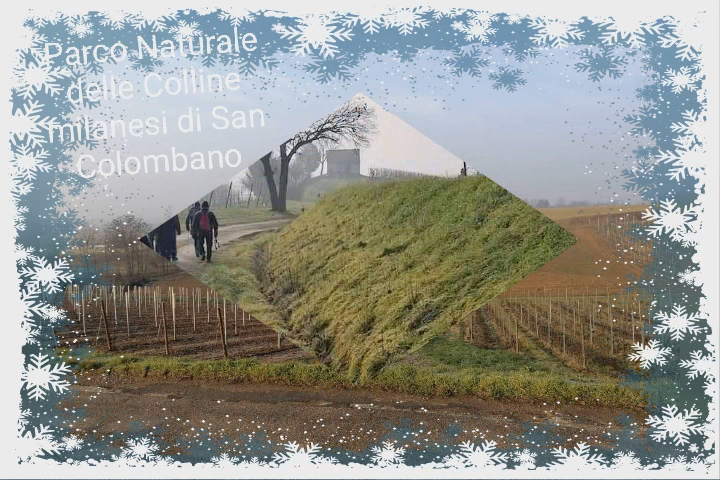 Parco Naturale
delle Colline
milanesi di San
Colombano